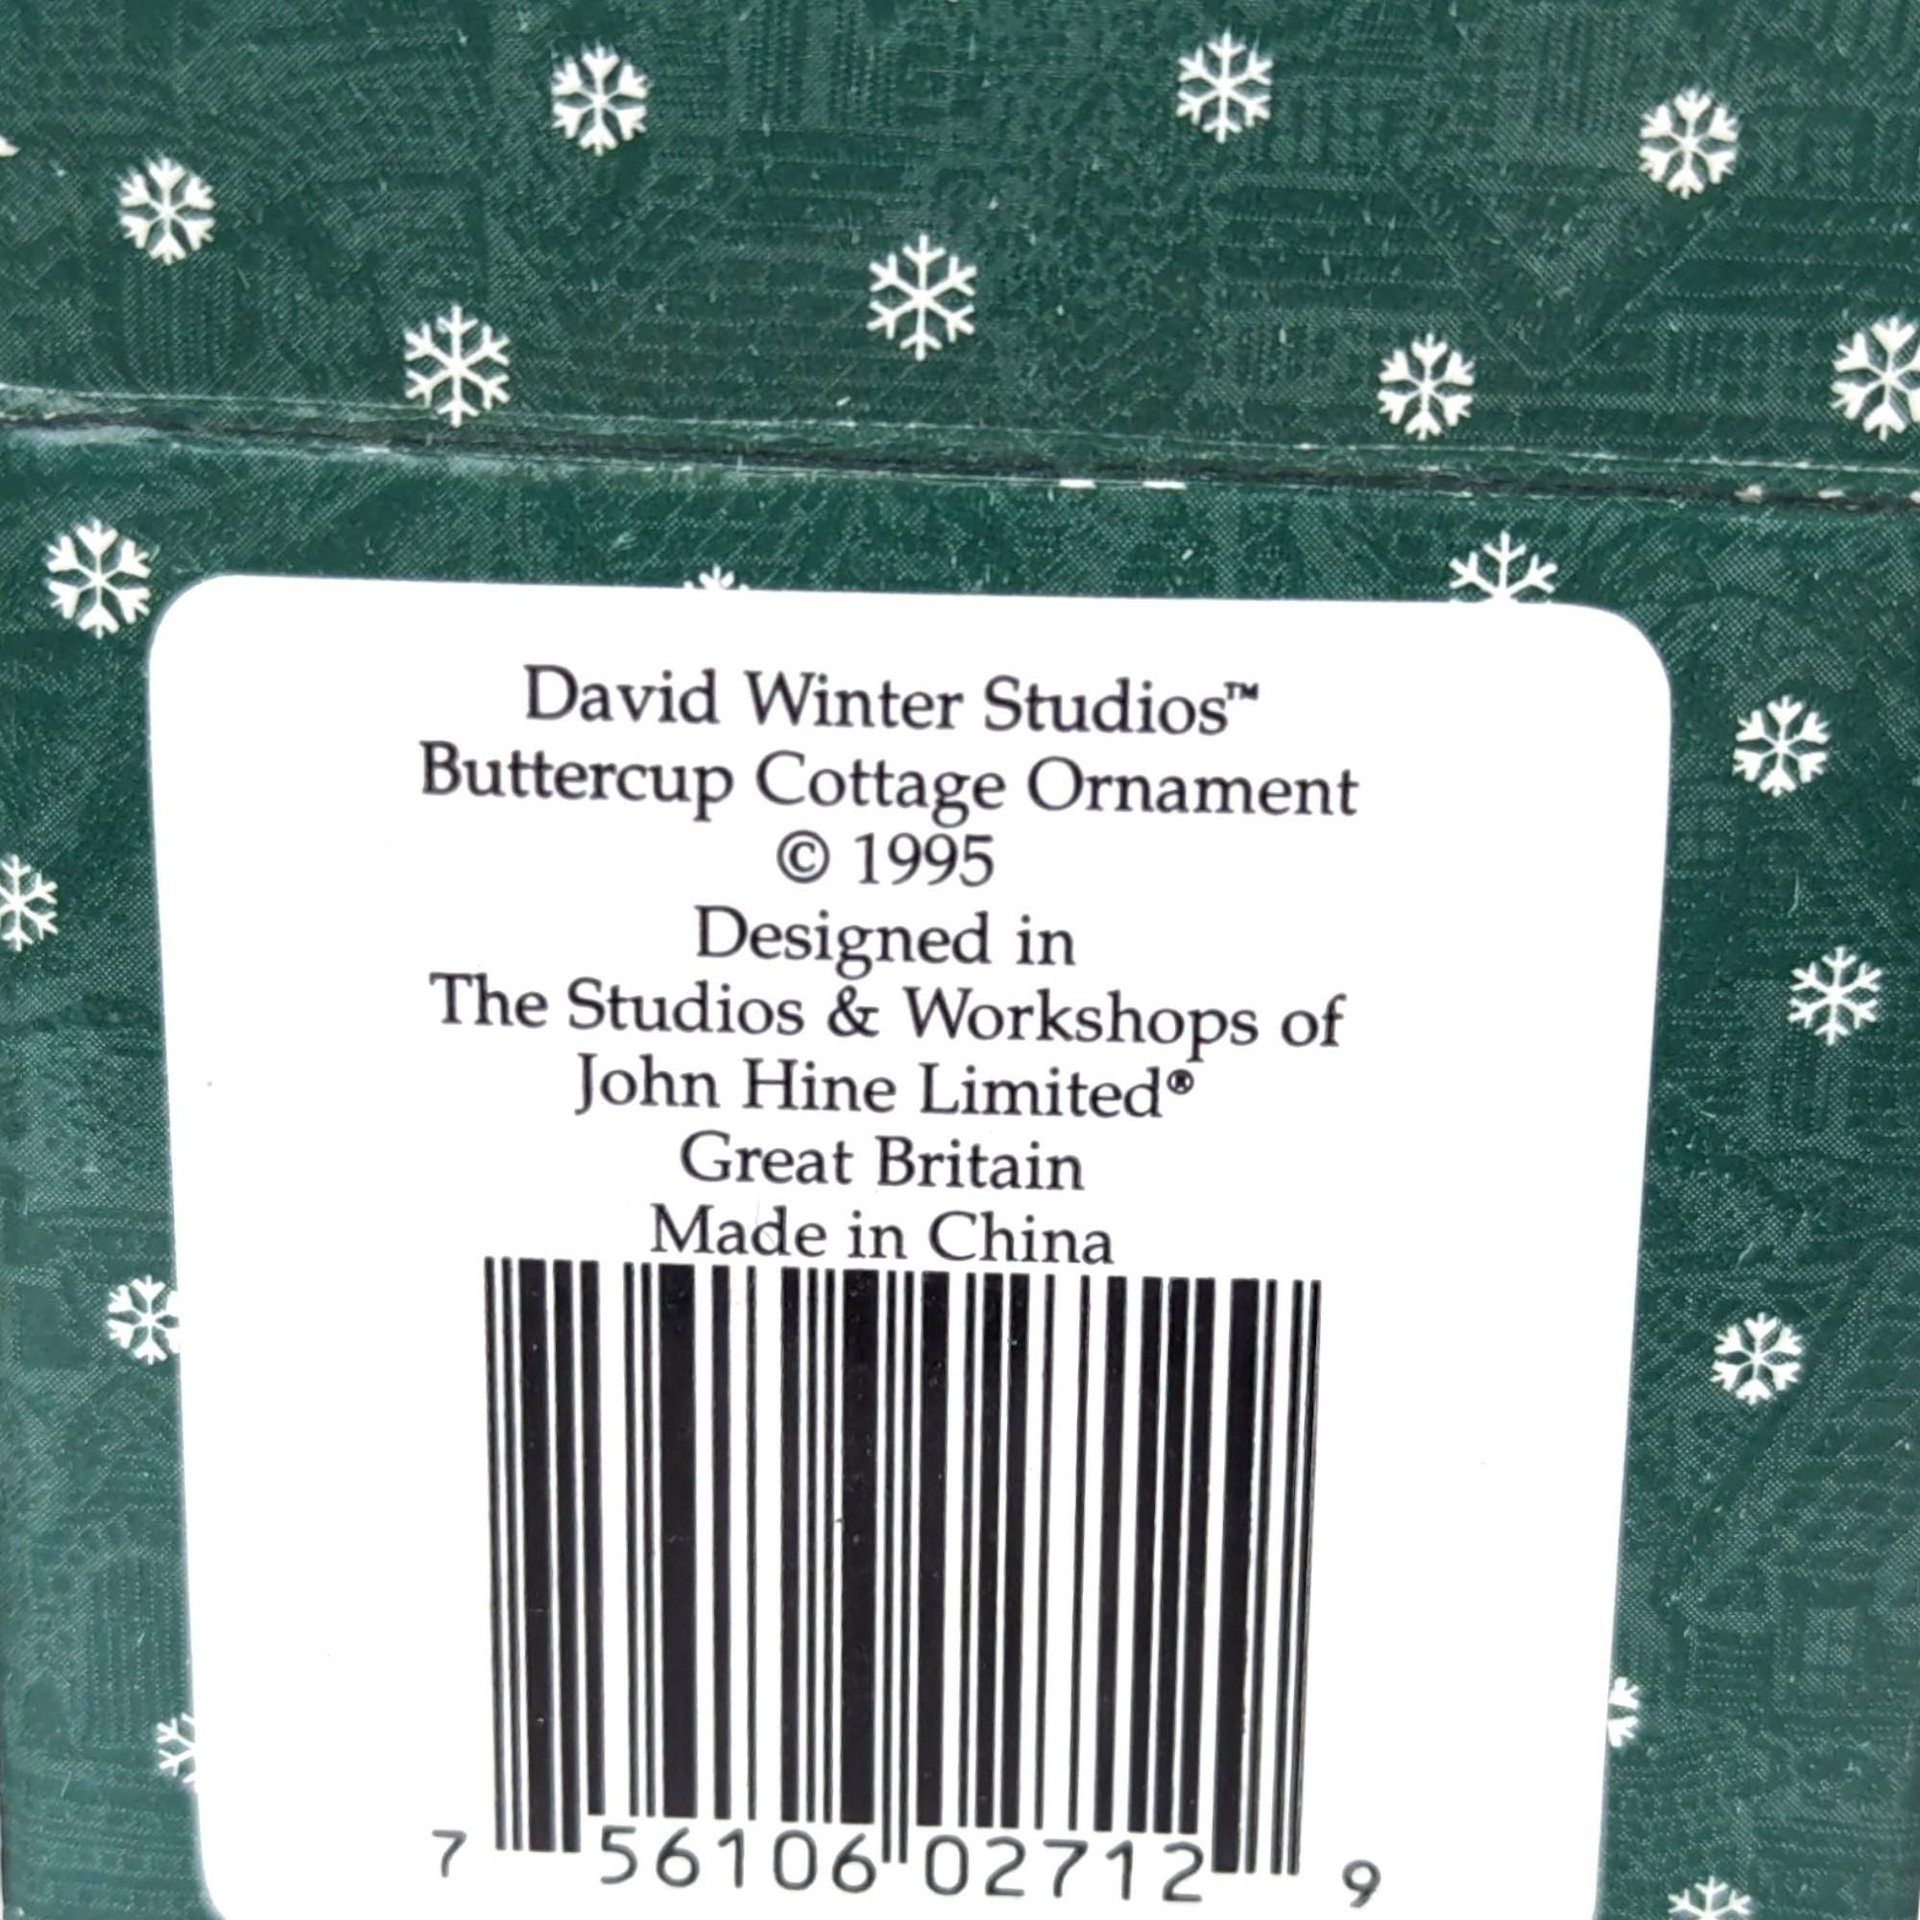 David Winter Studios™
Buttercup Cottage Ornament
© 1995
Designed in
The Studios & Workshops of
John Hine Limited®
Great Britain
Made in China
7 56106 02712 9